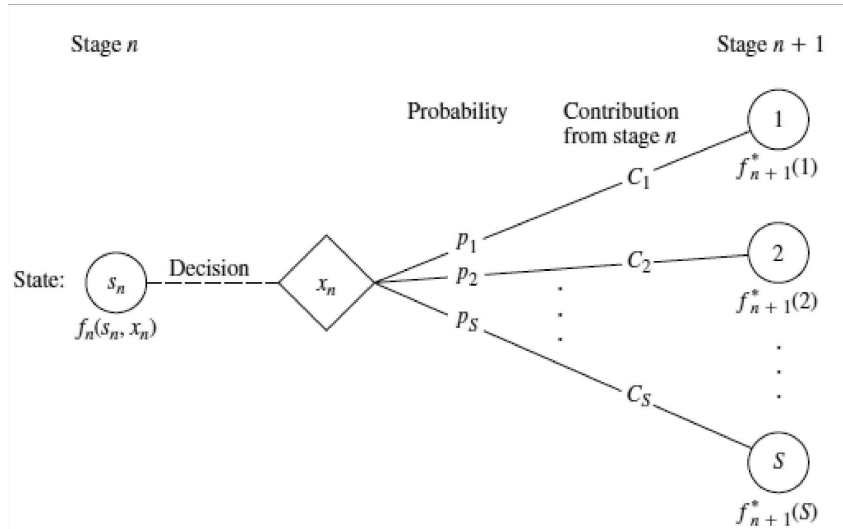 Stage n
Stage n + 1
Probability
Contribution
from stage n
1
f*n + 1(1)
C1
p1
State:
sn
Decision
xn
p2
C2
2
fn(sn, xn)
f*n + 1(2)
pS
CS
S
f*n + 1(S)